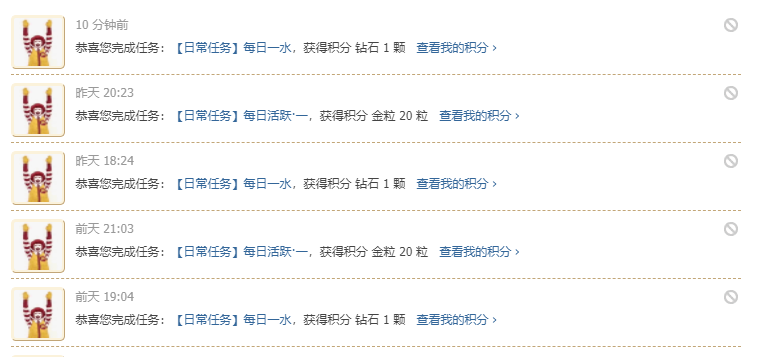 10 分钟前
恭喜您完成任务：【日常任务】每日一水，获得积分 钻石 1 颗 查看我的积分 ›
昨天 20:23
恭喜您完成任务：【日常任务】每日活跃·一，获得积分 金粒 20 粒 查看我的积分 ›
昨天 18:24
恭喜您完成任务：【日常任务】每日一水，获得积分 钻石 1 颗 查看我的积分 ›
前天 21:03
恭喜您完成任务：【日常任务】每日活跃·一，获得积分 金粒 20 粒 查看我的积分 ›
前天 19:04
恭喜您完成任务：【日常任务】每日一水，获得积分 钻石 1 颗 查看我的积分 ›